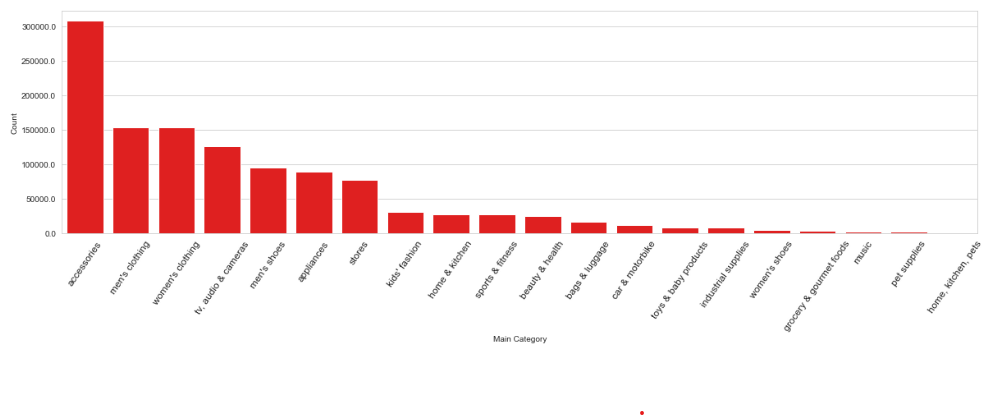 300000.0
250000.0
200000.0
150000.0
100000.0
50000.0
0.0
Count
accessories
men's clothing
women's clothing
tv, audio & cameras
men's shoes
appliances
stores
kids' fashion
home & kitchen
sports & fitness
beauty & health
bags & luggage
car & motorbike
toys & baby products
industrial supplies
women's shoes
grocery & gourmet foods
music
pet supplies
home, kitchen, pets
Main Category